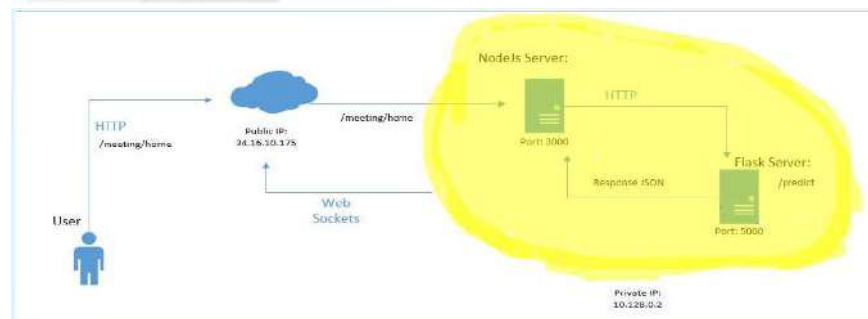 NodeJs Server:
HTTP
/meeting/home
Public IP:
34.16.10.175
/meeting/home
HTTP
Port: 3000
Flask Server:
/predict
Response JSON
Web
Sockets
User
Port: 5000
Private IP:
10.128.0.2